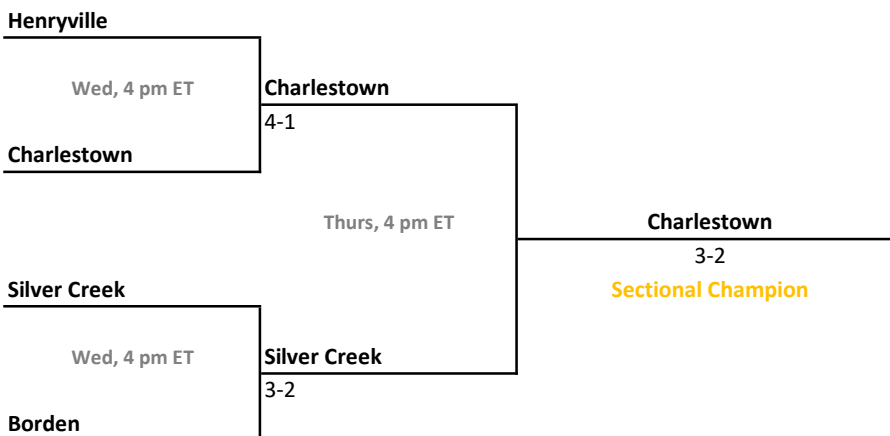 Henryville
Wed, 4 pm ET
Charlestown
4-1
Charlestown
Thurs, 4 pm ET
Charlestown
3-2
Sectional Champion
Silver Creek
Wed, 4 pm ET
Silver Creek
3-2
Borden